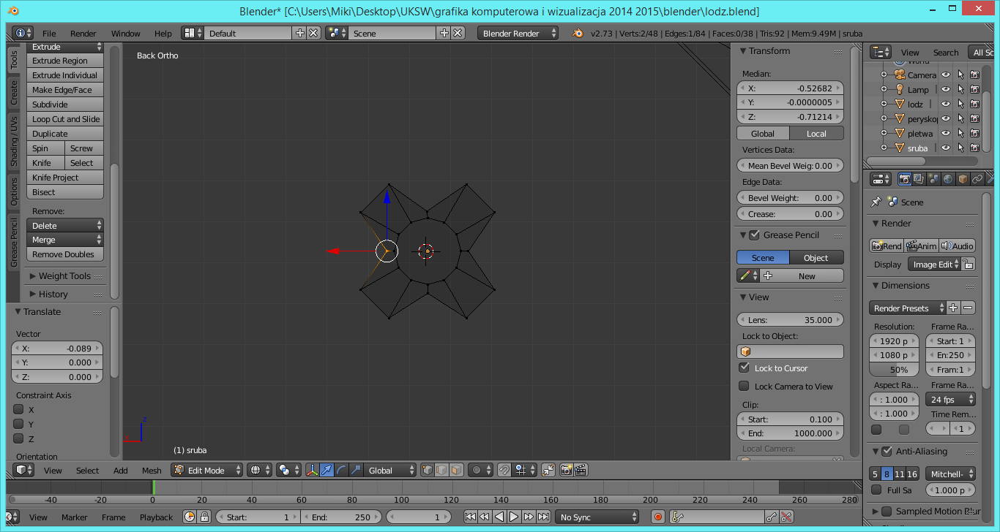 Blender* [C:\Users\Miki\Desktop\UKSW\grafika komputerowa i wizualizacja 2014 2015\blender\lodz.blend]
File Render Window Help Default Scene Blender Render v2.73 | Verts:2/48 | Edges:1/84 | Faces:0/38 | Tris:92 | Mem:9.49M | sruba
Tools
Create
Shading / UVs
Options
Grease Pencil
Extrude
Extrude Region
Extrude Individual
Make Edge/Face
Subdivide
Loop Cut and Slide
Duplicate
Spin Screw
Knife Select
Knife Project
Bisect
Remove:
Delete
Merge
Remove Doubles
Weight Tools
History
Translate
Vector
X: -0.089
Y: 0.000
Z: 0.000
Constraint Axis
X
Y
Z
Orientation
Back Ortho
z
x
(1) sruba
Transform
Median:
X: -0.52682
Y: -0.0000005
Z: -0.71214
Global Local
Vertices Data:
Mean Bevel Weig: 0.00
Edge Data:
Bevel Weight: 0.00
Crease: 0.00
Grease Pencil
Scene Object
New
View
Lens: 35.000
Lock to Object:
Lock to Cursor
Lock Camera to View
Clip:
Start: 0.100
End: 1000.000
Local Camera:
View Search All Sc
World
Camera
Lamp
lodz
perysko
pletwa
sruba
Scene
Render
Rend Anim Audio
Display Image Edit
Dimensions
Render Presets
Resolution: Frame Ra...
1920 p Start: 1
1080 p En:250
50% Fram:1
Aspect Ra... Frame Ra...
: 1.000 24 fps
: 1.000 Time Rem...
1
Anti-Aliasing
5 8 11 16 Mitchell-
Full Sa 1.000 p
Sampled Motion Blur
View Select Add Mesh Edit Mode Global
-40 -20 0 20 40 60 80 100 120 140 160 180 200 220 240 260 280
View Marker Frame Playback Start: 1 End: 250 1 No Sync